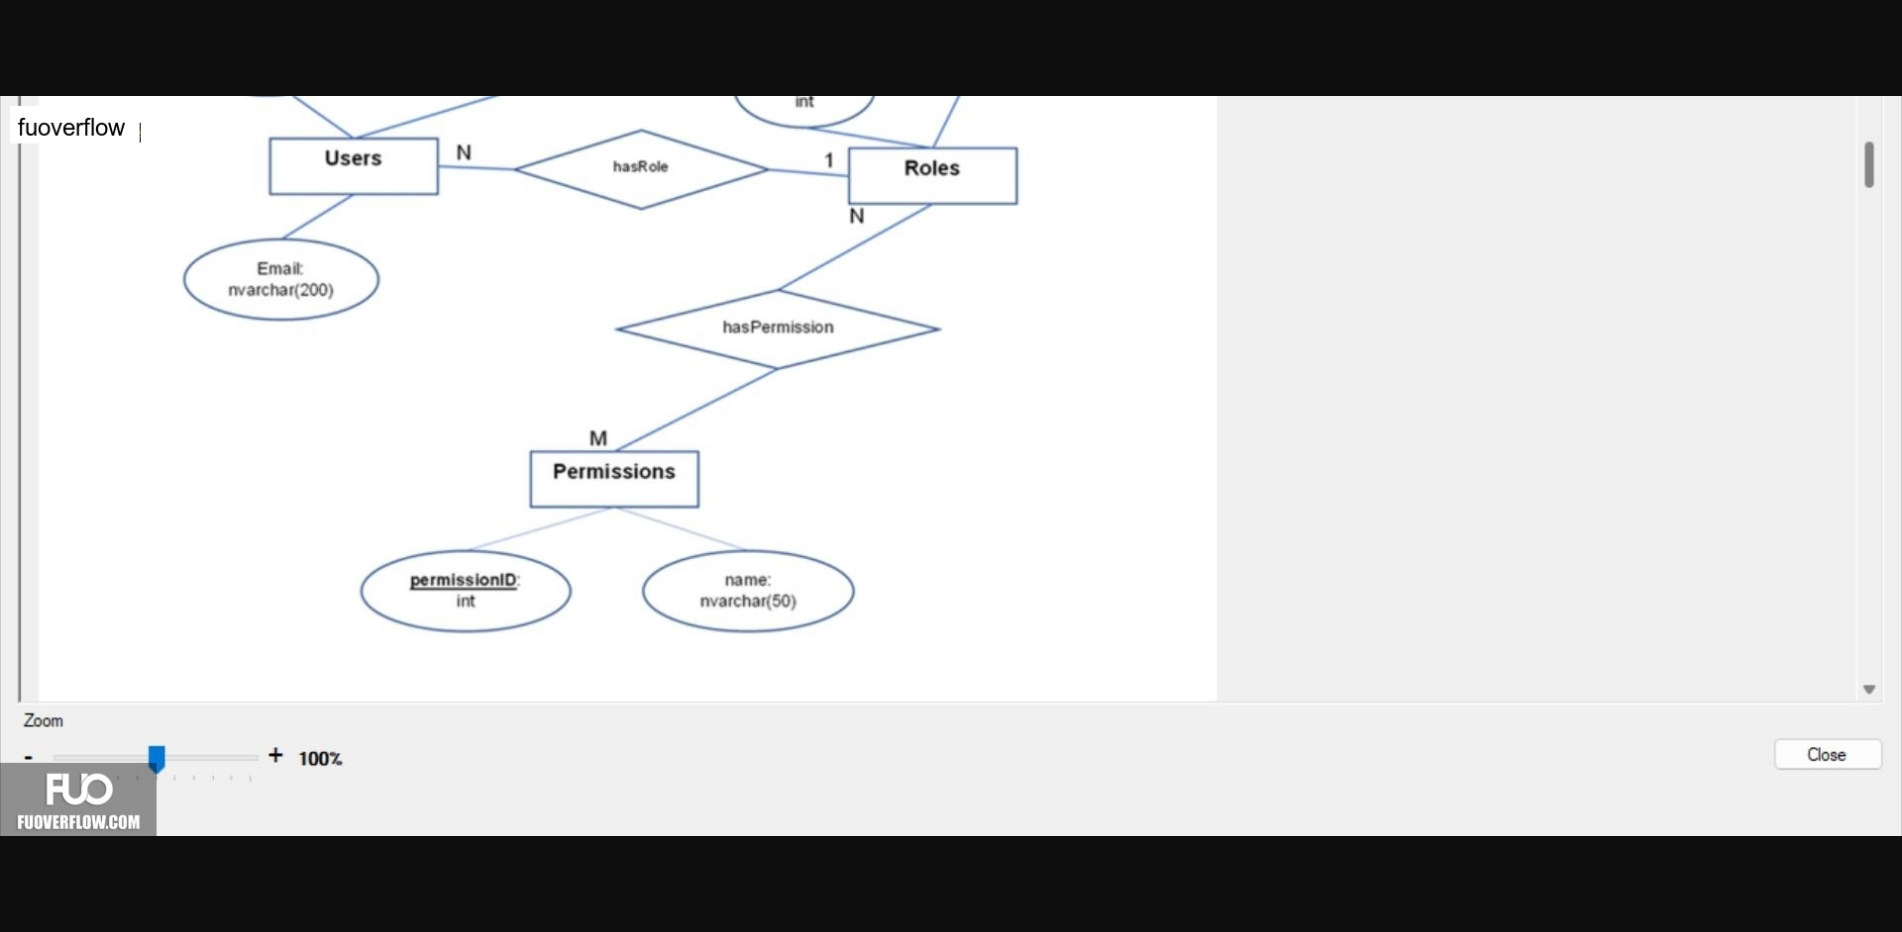 int
fuoverflow
Users
N
hasRole
1
Roles
N
Email:
nvarchar(200)
hasPermission
M
Permissions
permissionID:
int
name:
nvarchar(50)
Zoom
-
+
100%
Close
FUO
FUOVERFLOW.COM